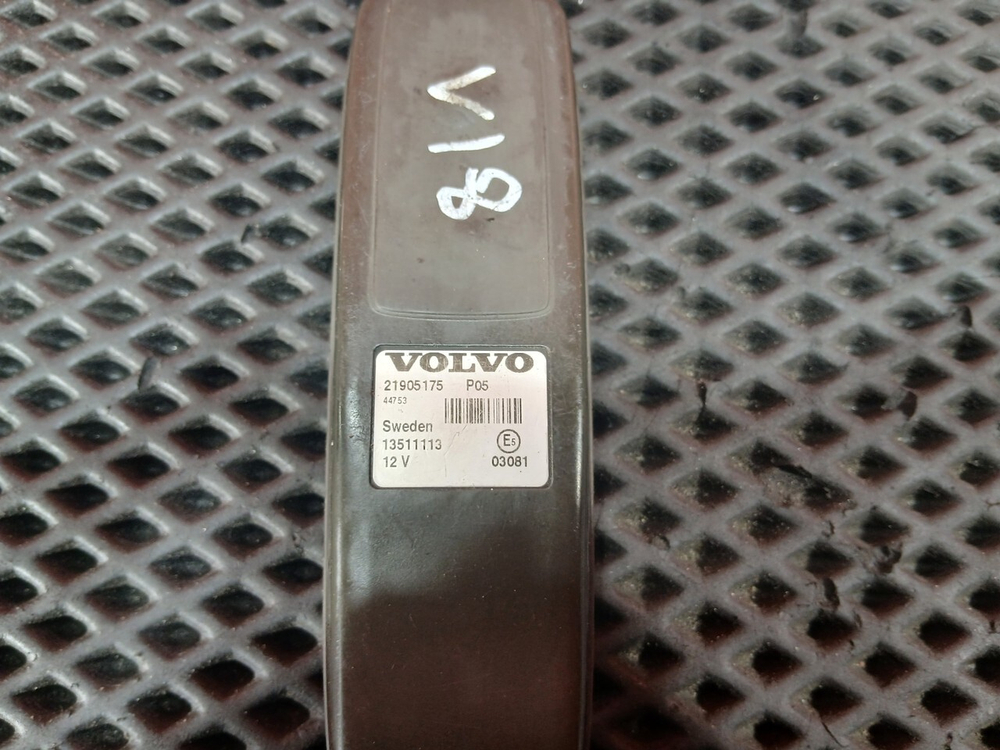 V18
VOLVO
21905175 P05
44753
Sweden
13511113 E5
12 V 03081